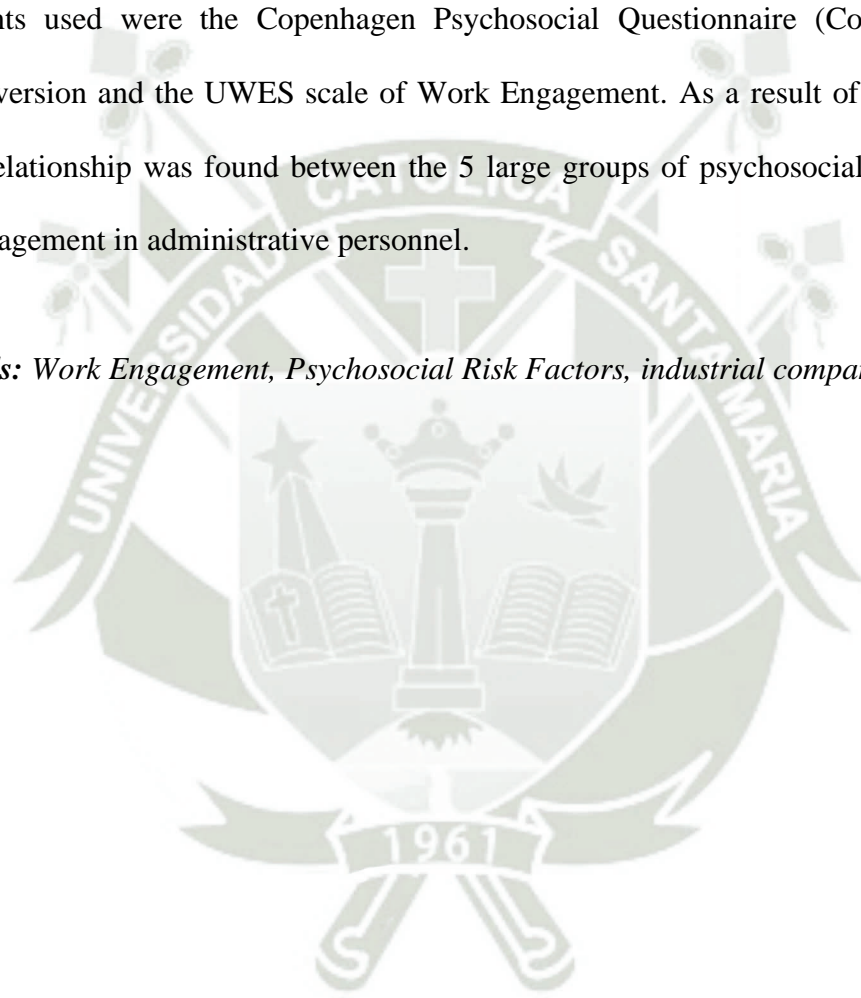 nts used were the Copenhagen Psychosocial Questionnaire (Co
version and the UWES scale of Work Engagement. As a result of
elationship was found between the 5 large groups of psychosocial
agement in administrative personnel.
s: Work Engagement, Psychosocial Risk Factors, industrial compa
UNIVERSIDAD CATOLICA SANTA MARIA
1961